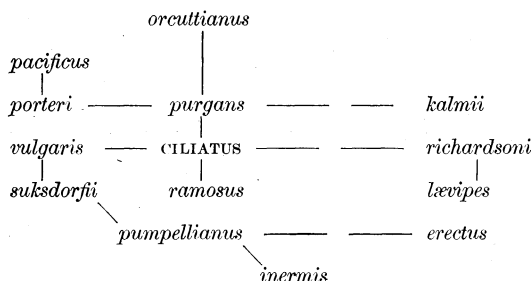 orcuttianus
pacificus
porteri purgans kalmii
vulgaris CILIATUS richardsoni
suksdorfii ramosus lævipes
pumpellianus erectus
inermis